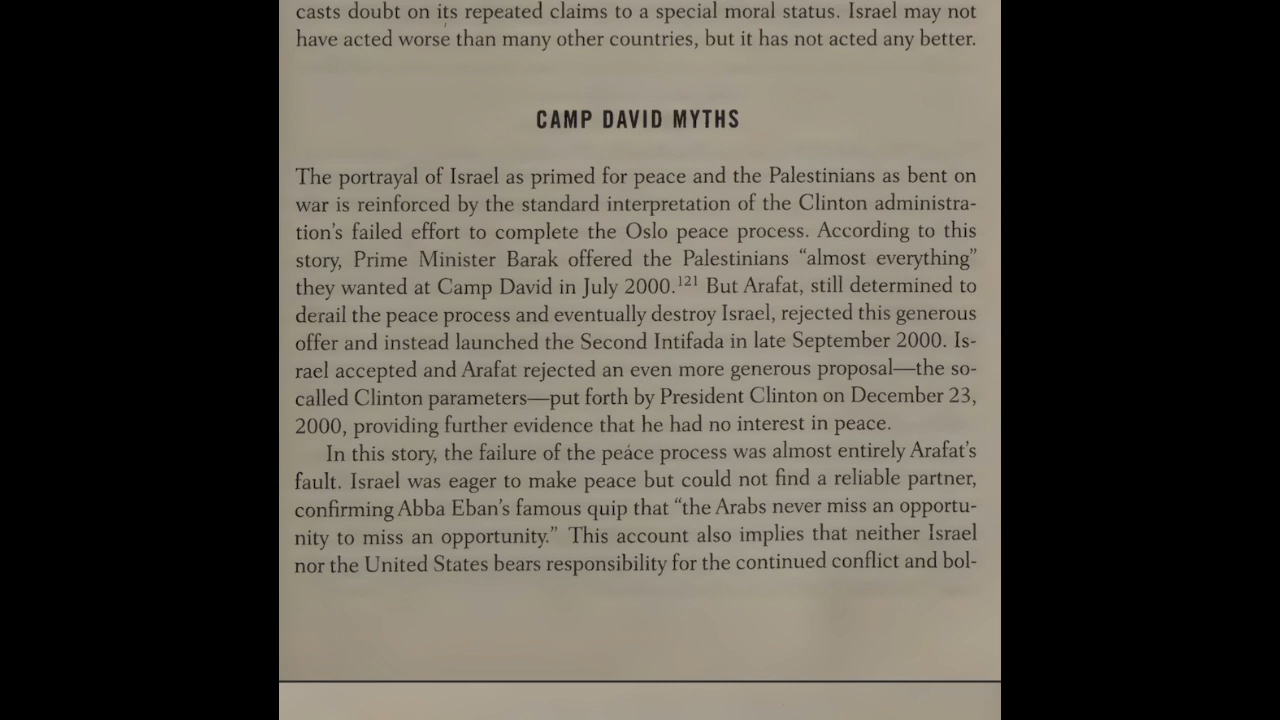 casts doubt on its repeated claims to a special moral status. Israel may not
have acted worse than many other countries, but it has not acted any better.
CAMP DAVID MYTHS
The portrayal of Israel as primed for peace and the Palestinians as bent on
war is reinforced by the standard interpretation of the Clinton administra-
tion's failed effort to complete the Oslo peace process. According to this
story, Prime Minister Barak offered the Palestinians “almost everything”
they wanted at Camp David in July 2000.¹²¹ But Arafat, still determined to
derail the peace process and eventually destroy Israel, rejected this generous
offer and instead launched the Second Intifada in late September 2000. Is-
rael accepted and Arafat rejected an even more generous proposal—the so-
called Clinton parameters—put forth by President Clinton on December 23,
2000, providing further evidence that he had no interest in peace.
In this story, the failure of the peace process was almost entirely Arafat's
fault. Israel was eager to make peace but could not find a reliable partner,
confirming Abba Eban's famous quip that “the Arabs never miss an opportu-
nity to miss an opportunity.” This account also implies that neither Israel
nor the United States bears responsibility for the continued conflict and bol-